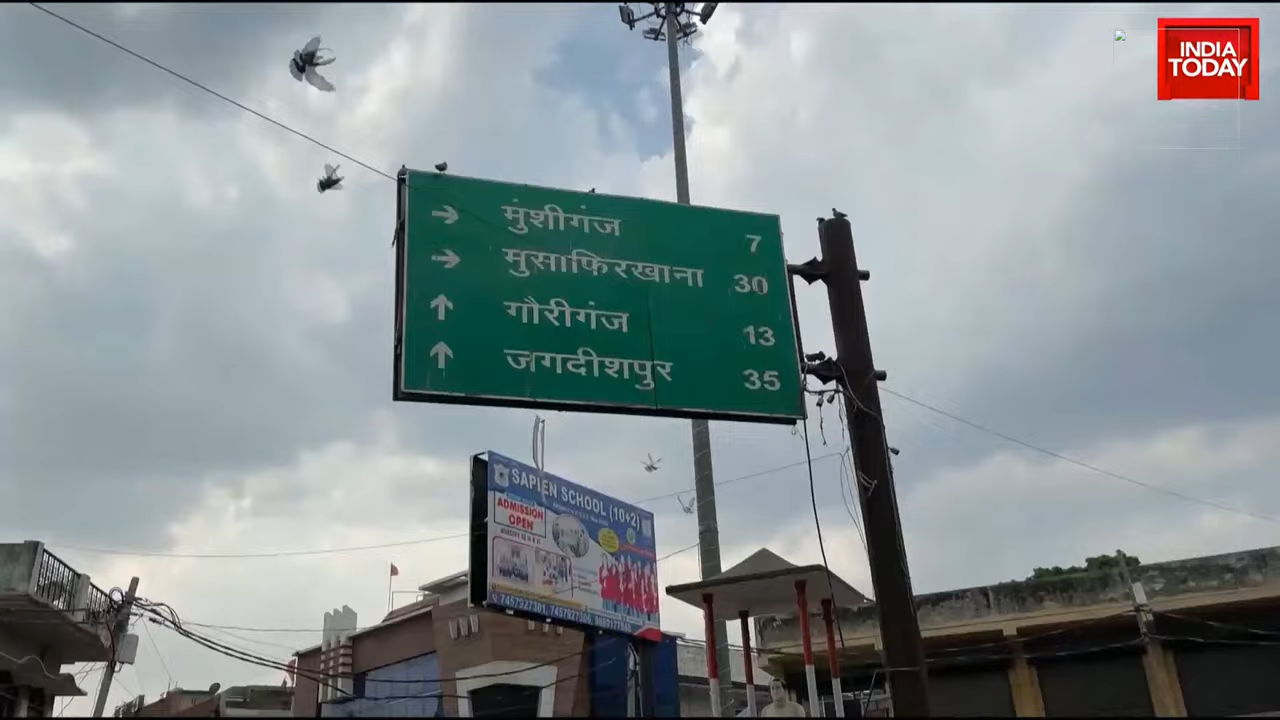 INDIA
TODAY
मुंशीगंज 7
मुसाफिरखाना 30
गौरीगंज 13
जगदीशपुर 35
SAPIEN SCHOOL (10+2)
ADMISSION
OPEN